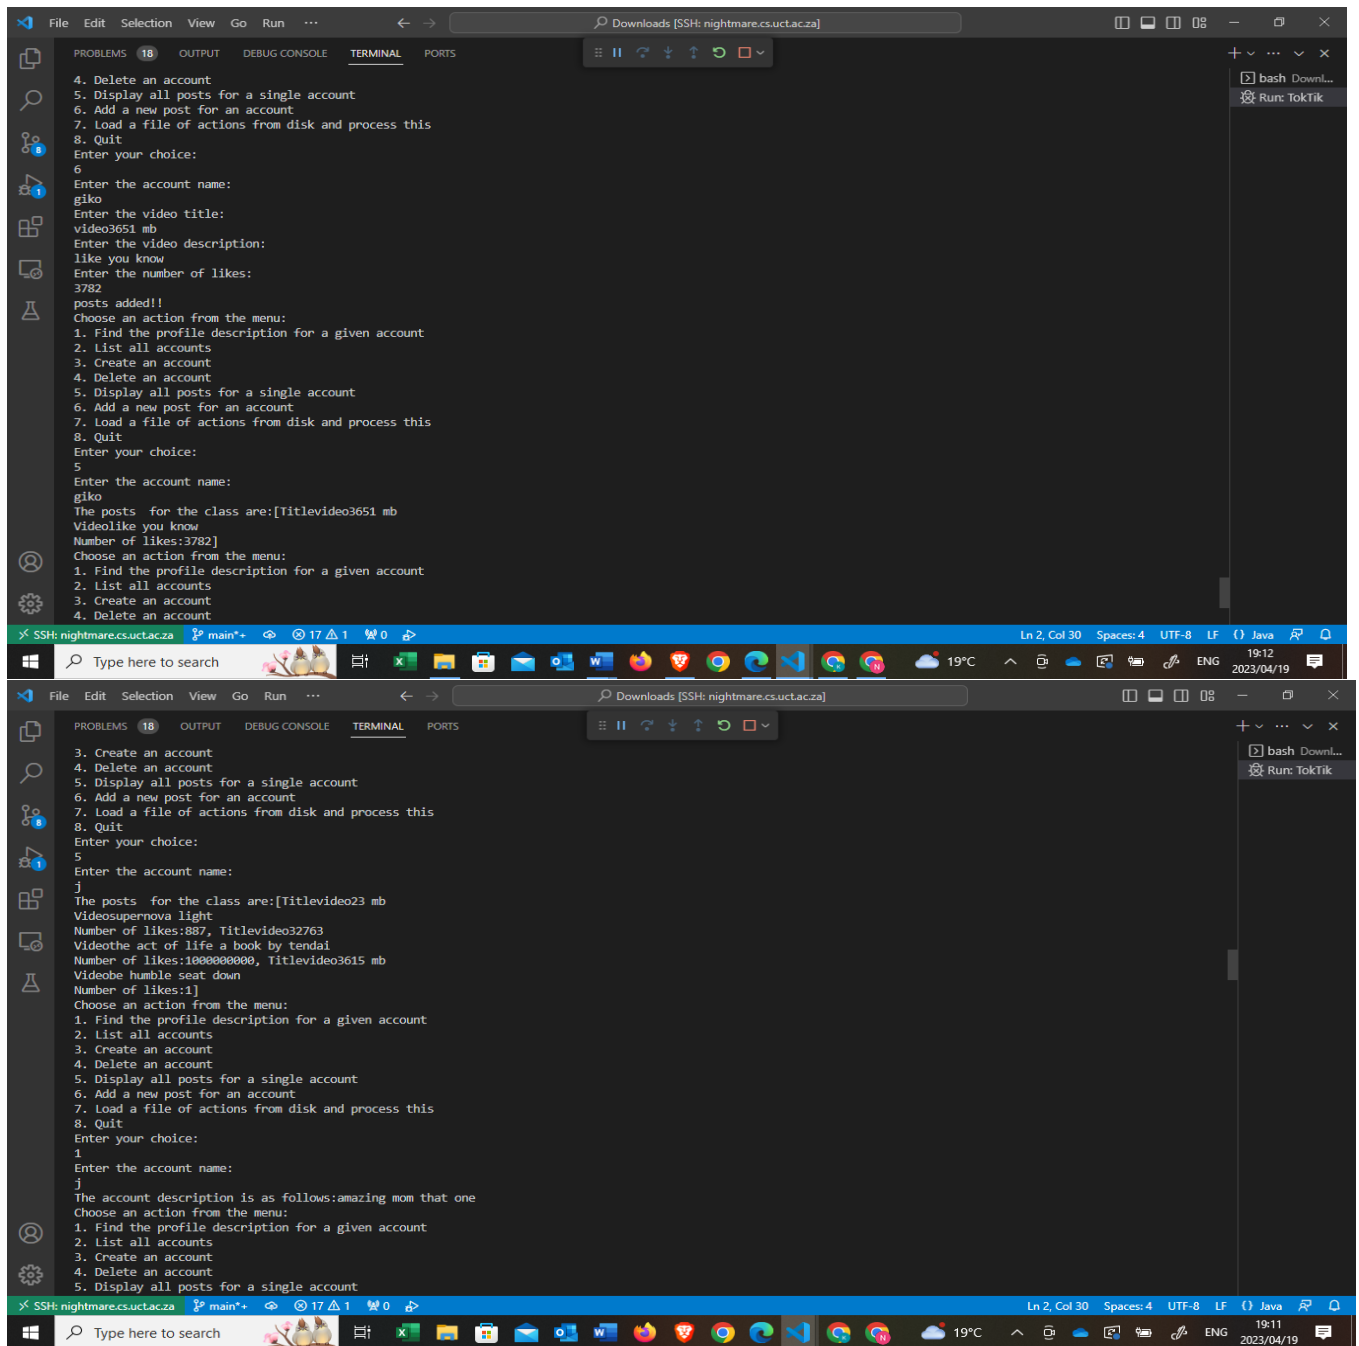 File Edit Selection View Go Run ··· Downloads [SSH: nightmare.cs.uct.ac.za]
PROBLEMS 18 OUTPUT DEBUG CONSOLE TERMINAL PORTS
bash Downl...
Run: TokTik
4. Delete an account
5. Display all posts for a single account
6. Add a new post for an account
7. Load a file of actions from disk and process this
8. Quit
Enter your choice:
6
Enter the account name:
giko
Enter the video title:
video3651 mb
Enter the video description:
like you know
Enter the number of likes:
3782
posts added!!
Choose an action from the menu:
1. Find the profile description for a given account
2. List all accounts
3. Create an account
4. Delete an account
5. Display all posts for a single account
6. Add a new post for an account
7. Load a file of actions from disk and process this
8. Quit
Enter your choice:
5
Enter the account name:
giko
The posts  for the class are:[Titlevideo3651 mb
Videolike you know
Number of likes:3782]
Choose an action from the menu:
1. Find the profile description for a given account
2. List all accounts
3. Create an account
4. Delete an account
SSH: nightmare.cs.uct.ac.za main*+ 17 1 0 Ln 2, Col 30 Spaces: 4 UTF-8 LF {} Java
Type here to search 19°C ENG 19:12
2023/04/19
File Edit Selection View Go Run ··· Downloads [SSH: nightmare.cs.uct.ac.za]
PROBLEMS 18 OUTPUT DEBUG CONSOLE TERMINAL PORTS
bash Downl...
Run: TokTik
3. Create an account
4. Delete an account
5. Display all posts for a single account
6. Add a new post for an account
7. Load a file of actions from disk and process this
8. Quit
Enter your choice:
5
Enter the account name:
j
The posts  for the class are:[Titlevideo23 mb
Videosupernova light
Number of likes:887, Titlevideo32763
Videothe act of life a book by tendai
Number of likes:1000000000, Titlevideo3615 mb
Videobe humble seat down
Number of likes:1]
Choose an action from the menu:
1. Find the profile description for a given account
2. List all accounts
3. Create an account
4. Delete an account
5. Display all posts for a single account
6. Add a new post for an account
7. Load a file of actions from disk and process this
8. Quit
Enter your choice:
1
Enter the account name:
j
The account description is as follows:amazing mom that one
Choose an action from the menu:
1. Find the profile description for a given account
2. List all accounts
3. Create an account
4. Delete an account
5. Display all posts for a single account
SSH: nightmare.cs.uct.ac.za main*+ 17 1 0 Ln 2, Col 30 Spaces: 4 UTF-8 LF {} Java
Type here to search 19°C ENG 19:11
2023/04/19